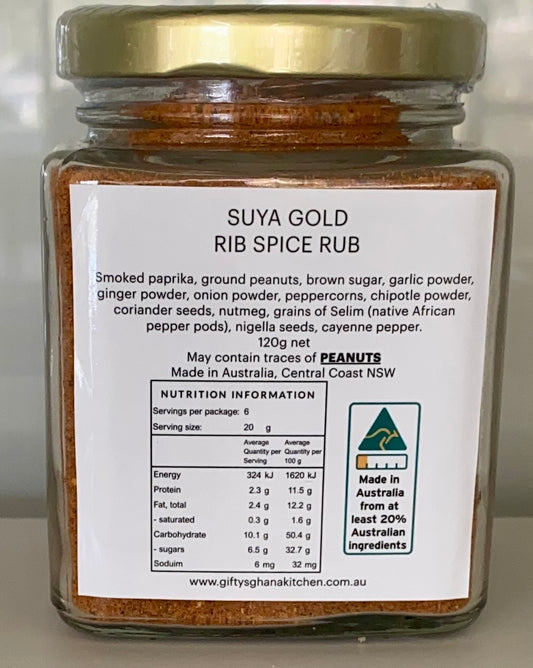 SUYA GOLD
RIB SPICE RUB
Smoked paprika, ground peanuts, brown sugar, garlic powder,
ginger powder, onion powder, peppercorns, chipotle powder,
coriander seeds, nutmeg, grains of Selim (native African
pepper pods), nigella seeds, cayenne pepper.
120g net
May contain traces of PEANUTS
Made in Australia, Central Coast NSW
NUTRITION INFORMATION
Servings per package: 6
Serving size: 20 g
Average Average
Quantity per Quantity per
Serving 100 g
Energy 324 kJ 1620 kJ
Protein 2.3 g 11.5 g
Fat, total 2.4 g 12.2 g
- saturated 0.3 g 1.6 g
Carbohydrate 10.1 g 50.4 g
- sugars 6.5 g 32.7 g
Soduim 6 mg 32 mg
Made in
Australia
from at
least 20%
Australian
ingredients
www.giftysghanakitchen.com.au